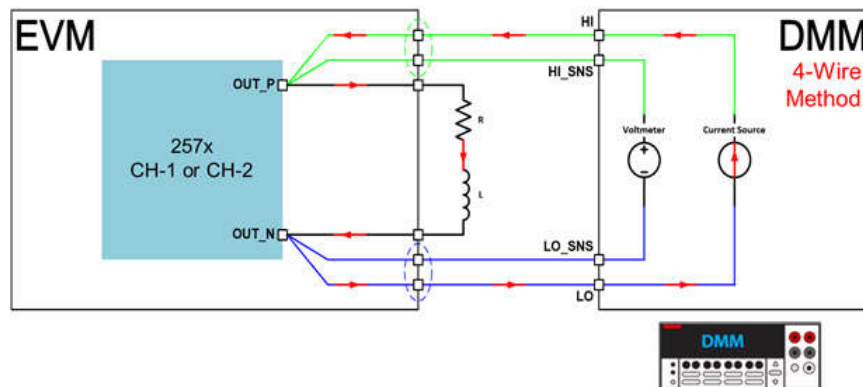 EVM
HI
DMM
4-Wire
Method
HI_SNS
OUT_P
R
Voltmeter
Current Source
257x
CH-1 or CH-2
+
-
L
OUT_N
LO_SNS
LO
DMM